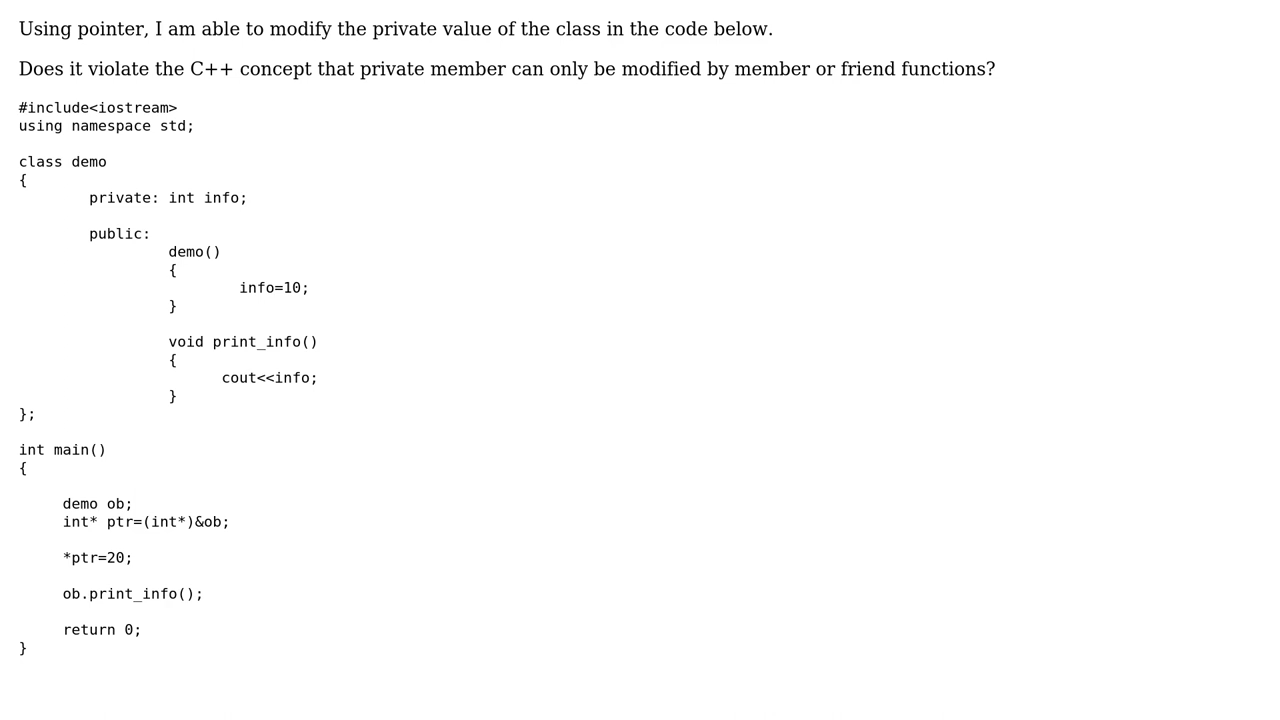 Using pointer, I am able to modify the private value of the class in the code below.
Does it violate the C++ concept that private member can only be modified by member or friend functions?
#include<iostream>
using namespace std;
class demo
{
        private: int info;
        public:
                 demo()
                 {
                         info=10;
                 }
                 void print_info()
                 {
                       cout<<info;
                 }
};
int main()
{
     demo ob;
     int* ptr=(int*)&ob;
     *ptr=20;
     ob.print_info();
     return 0;
}